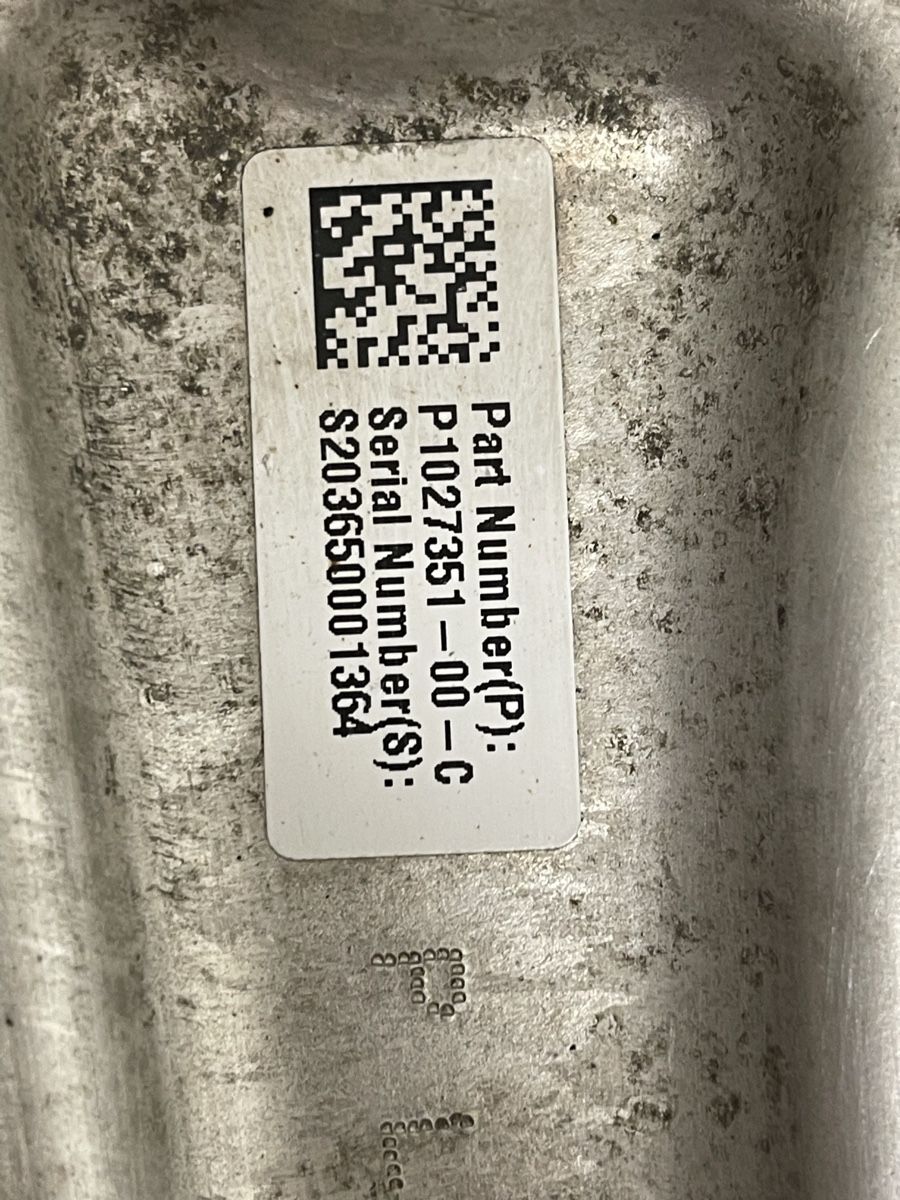 Part Number(P):
P1027351-00-C
Serial Number(S):
S203650001364
P